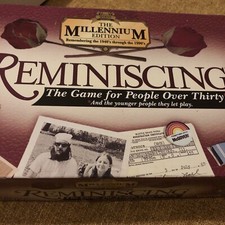 THE
MILLENNIUM
EDITION
Remembering the 1940's through the 1990's
REMINISCING
The Game for People Over Thirty
And the younger people they let play.